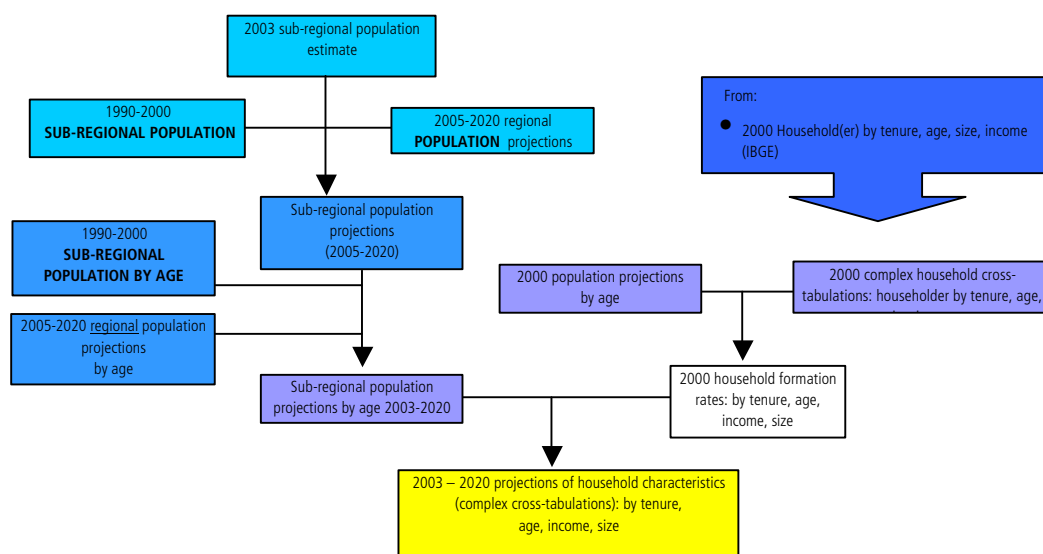 2003 sub-regional population
estimate
1990-2000
SUB-REGIONAL POPULATION
2005-2020 regional
POPULATION projections
From:
● 2000 Household(er) by tenure, age, size, income
(IBGE)
Sub-regional population
projections
(2005-2020)
1990-2000
SUB-REGIONAL
POPULATION BY AGE
2000 population projections
by age
2000 complex household cross-
tabulations: householder by tenure, age,
2005-2020 regional population
projections
by age
Sub-regional population
projections by age 2003-2020
2000 household formation
rates: by tenure, age,
income, size
2003 – 2020 projections of household characteristics
(complex cross-tabulations): by tenure,
age, income, size